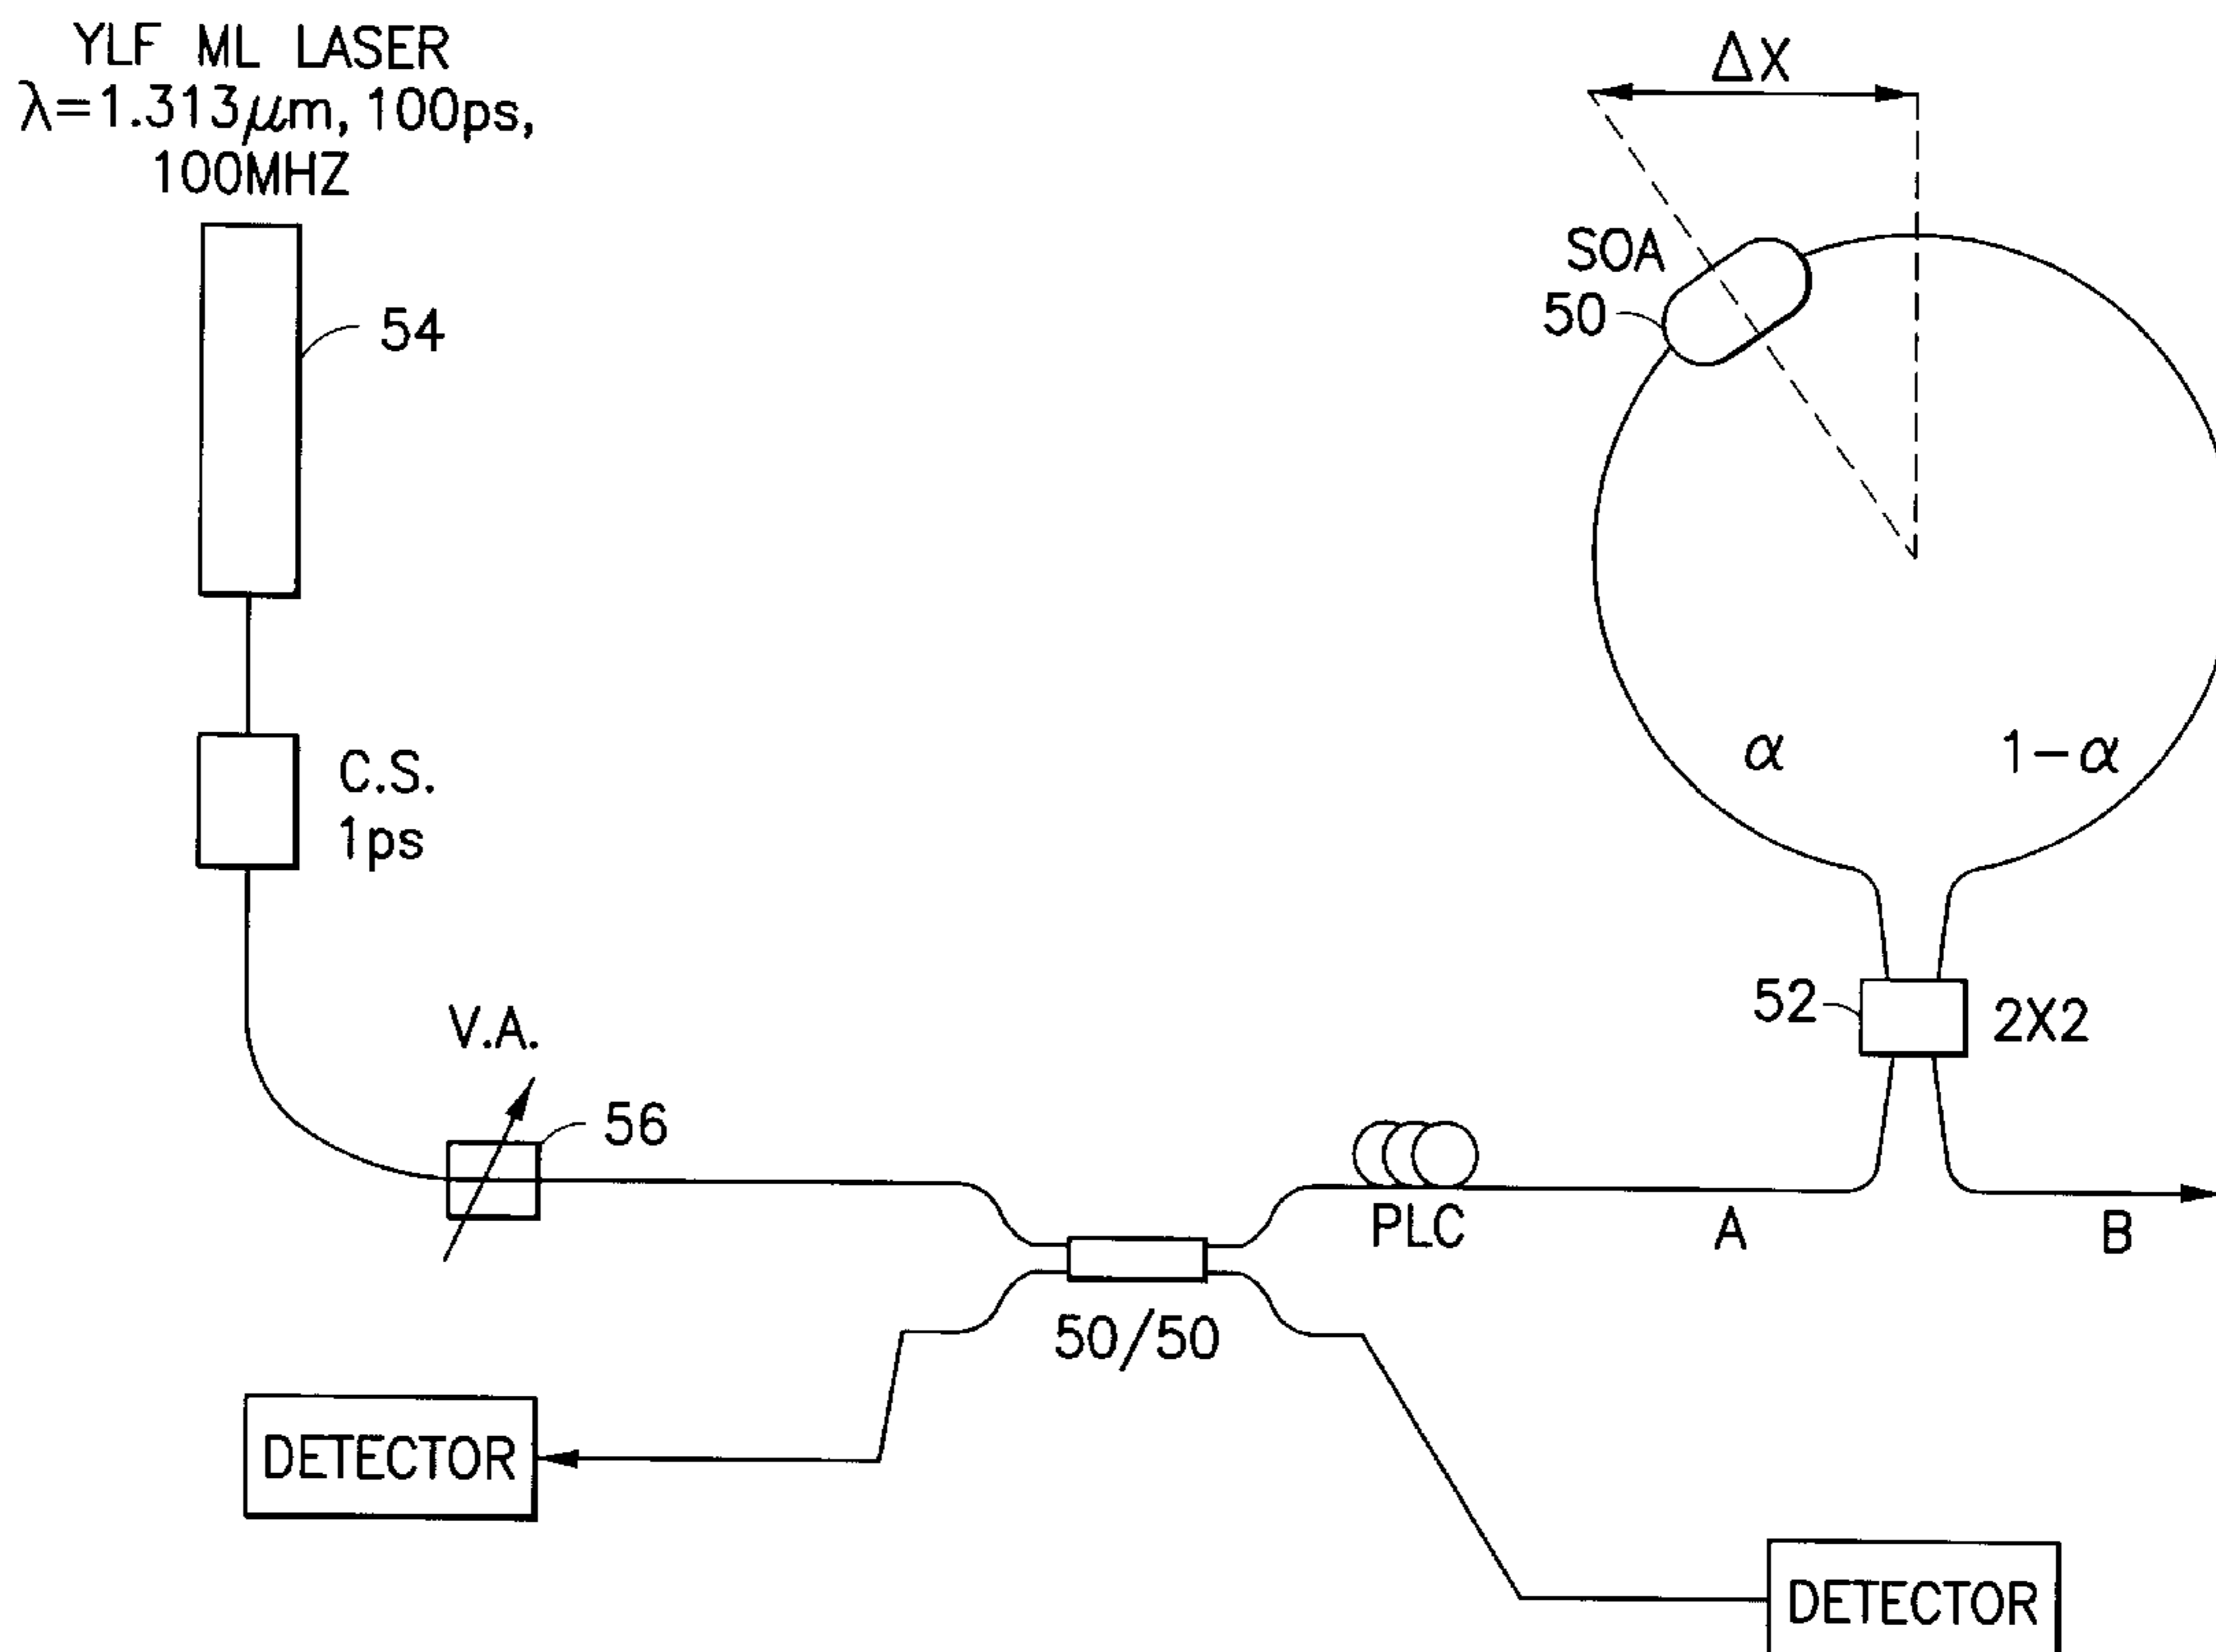 YLF ML LASER
λ=1.313μm, 100ps,
100MHZ
54
C.S.
1ps
V.A.
56
50/50
DETECTOR
PLC
A
B
ΔX
SOA
50
α
1-α
52
2X2
DETECTOR